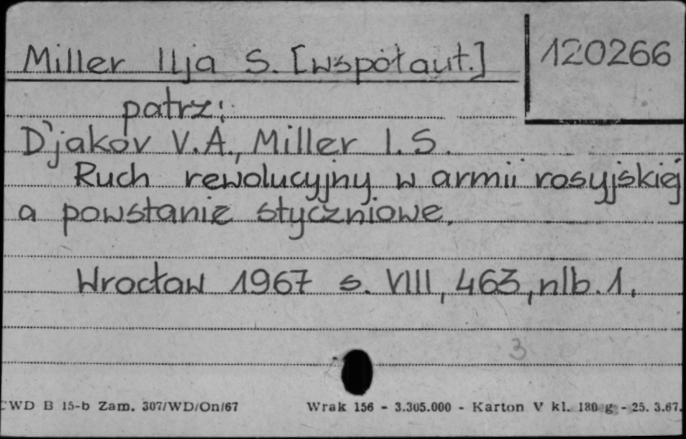 Miller Ilja S. [współaut.]
120266
patrz:
D'jakov V.A., Miller I.S.
Ruch rewolucyjny w armii rosyjskiej
a powstanie styczniowe.
Wrocław 1967 s. VIII, 463, nlb. 1.
3
CWD B 15-b Zam. 307/WD/On/67 Wrak 156 - 3.305.000 - Karton V kl. 180 g - 25. 3.67.